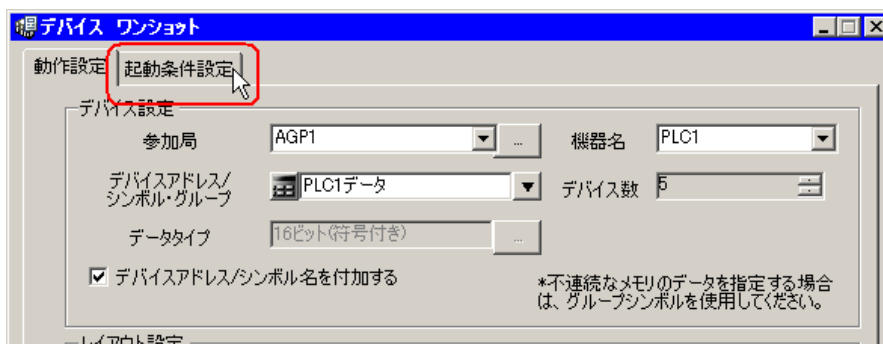 デバイス ワンショット
動作設定 起動条件設定
デバイス設定
参加局 AGP1 ... 機器名 PLC1
デバイスアドレス/
シンボル・グループ PLC1データ デバイス数 5
データタイプ 16ビット(符号付き) ...
デバイスアドレス/シンボル名を付加する
*不連続なメモリのデータを指定する場合
は、グループシンボルを使用してください。
レイアウト設定